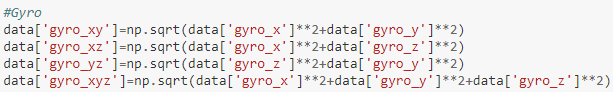 #Gyro
data['gyro_xy']=np.sqrt(data['gyro_x']**2+data['gyro_y']**2)
data['gyro_xz']=np.sqrt(data['gyro_x']**2+data['gyro_z']**2)
data['gyro_yz']=np.sqrt(data['gyro_z']**2+data['gyro_y']**2)
data['gyro_xyz']=np.sqrt(data['gyro_x']**2+data['gyro_y']**2+data['gyro_z']**2)